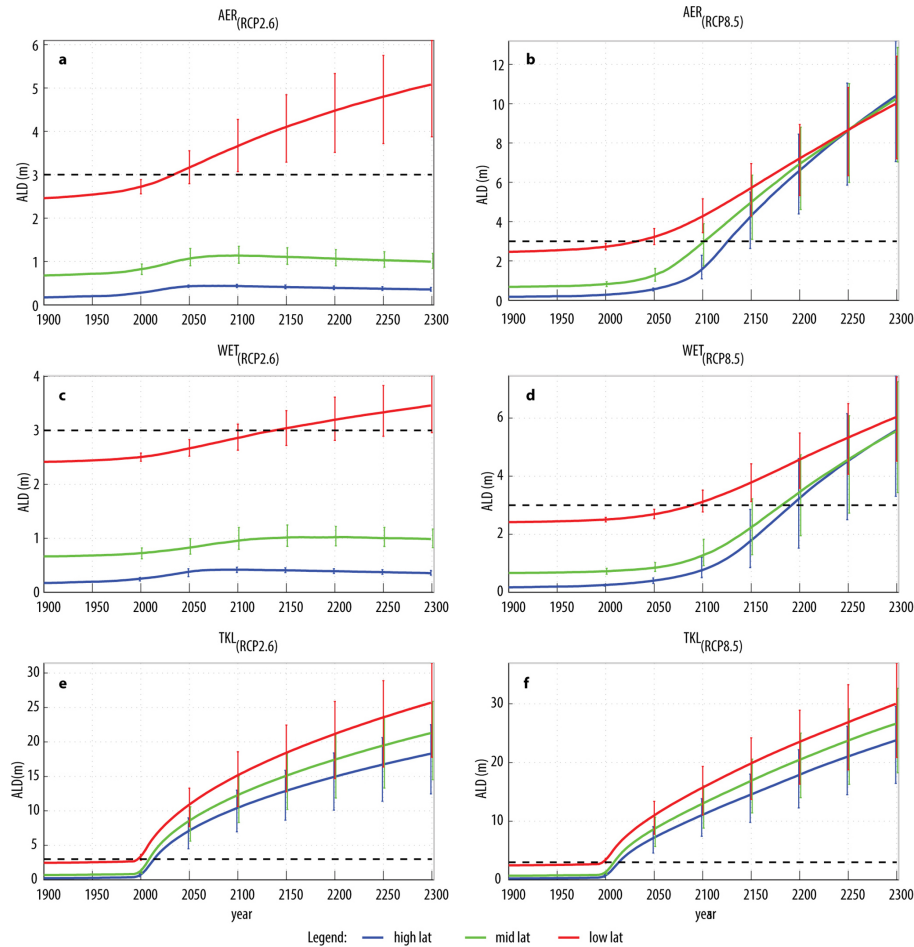 AER(RCP2.6)
a
ALD (m)
6
5
4
3
2
1
0
1900 1950 2000 2050 2100 2150 2200 2250 2300
AER(RCP8.5)
b
ALD (m)
12
10
8
6
4
2
0
1900 1950 2000 2050 2100 2150 2200 2250 2300
WET(RCP2.6)
c
ALD (m)
4
3
2
1
0
1900 1950 2000 2050 2100 2150 2200 2250 2300
WET(RCP8.5)
d
ALD (m)
6
4
2
0
1900 1950 2000 2050 2100 2150 2200 2250 2300
TKL(RCP2.6)
e
ALD(m)
30
25
20
15
10
5
0
1900 1950 2000 2050 2100 2150 2200 2250 2300
year
TKL(RCP8.5)
f
ALD (m)
30
20
10
0
1900 1950 2000 2050 2100 2150 2200 2250 2300
year
Legend: high lat mid lat low lat